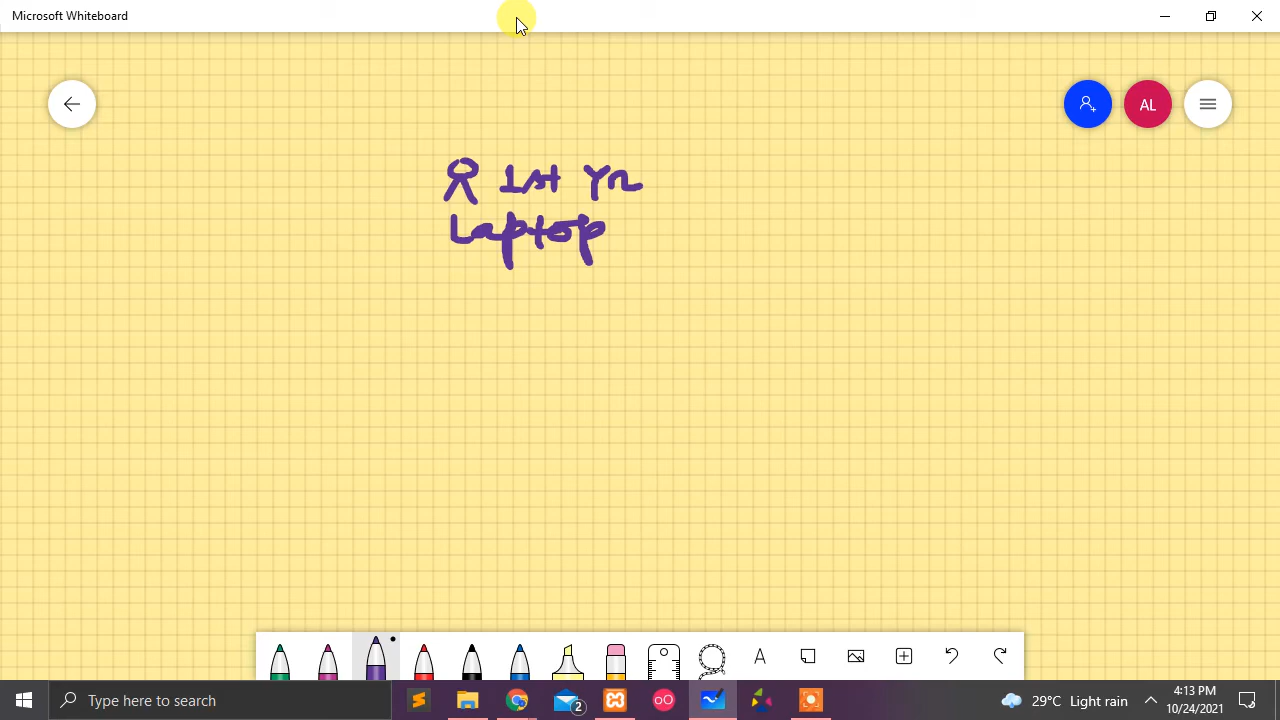 Microsoft Whiteboard
AL
1st Yr
Laptop
A
Type here to search
2
29°C Light rain
4:13 PM
10/24/2021